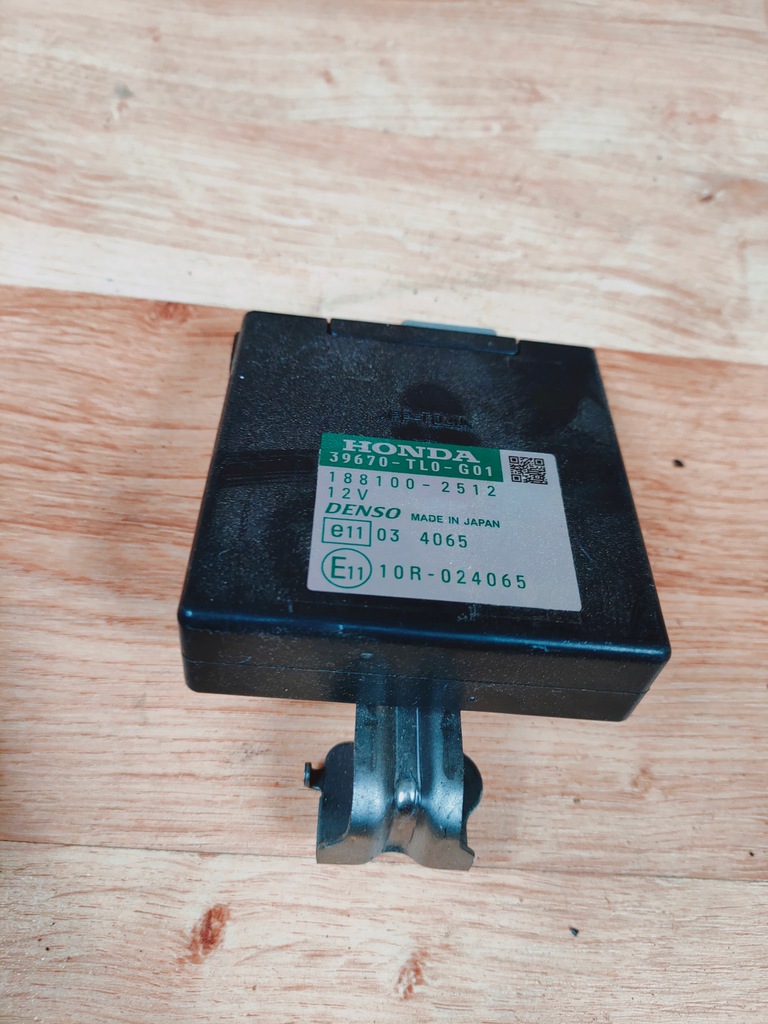 HONDA
39670-TL0-G01
188100-2512
12V
DENSO MADE IN JAPAN
e11 03 4065
E11 10R-024065